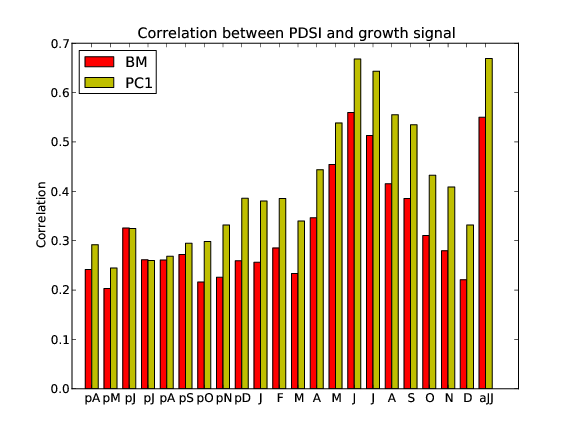 Correlation between PDSI and growth signal
0.7
0.6
0.5
0.4
0.3
0.2
0.1
0.0
Correlation
BM
PC1
pA pM pJ pJ pA pS pO pN pD J F M A M J J A S O N D aJJ